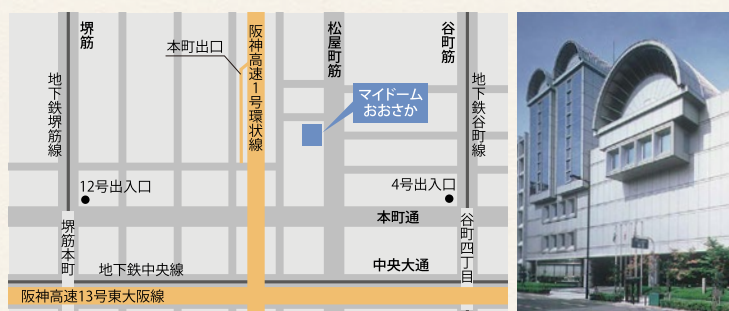 堺筋
本町出口
阪神高速1号環状線
松屋町筋
谷町筋
地下鉄堺筋線
マイドーム
おおさか
地下鉄谷町線
12号出入口
4号出入口
本町通
堺筋本町
谷町四丁目
地下鉄中央線
中央大通
阪神高速13号東大阪線